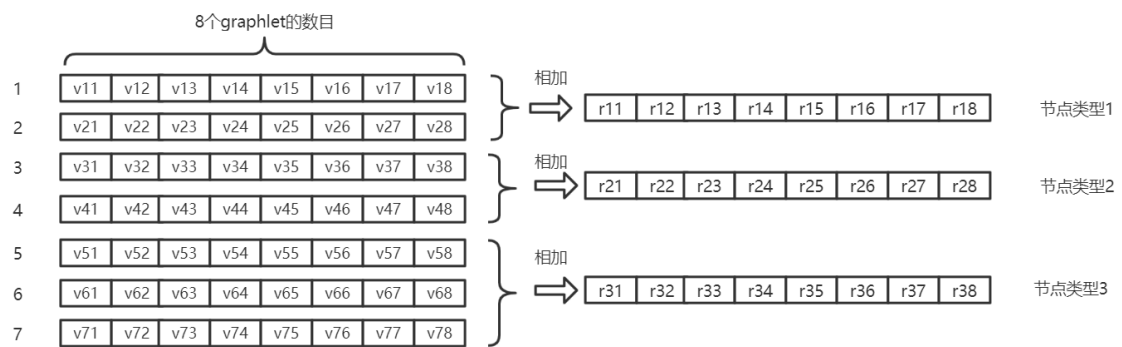 8个graphlet的数目
1 v11 v12 v13 v14 v15 v16 v17 v18
相加
r11 r12 r13 r14 r15 r16 r17 r18 节点类型1
2 v21 v22 v23 v24 v25 v26 v27 v28
3 v31 v32 v33 v34 v35 v36 v37 v38
相加
r21 r22 r23 r24 r25 r26 r27 r28 节点类型2
4 v41 v42 v43 v44 v45 v46 v47 v48
5 v51 v52 v53 v54 v55 v56 v57 v58
相加
6 v61 v62 v63 v64 v65 v66 v67 v68
r31 r32 r33 r34 r35 r36 r37 r38 节点类型3
7 v71 v72 v73 v74 v75 v76 v77 v78